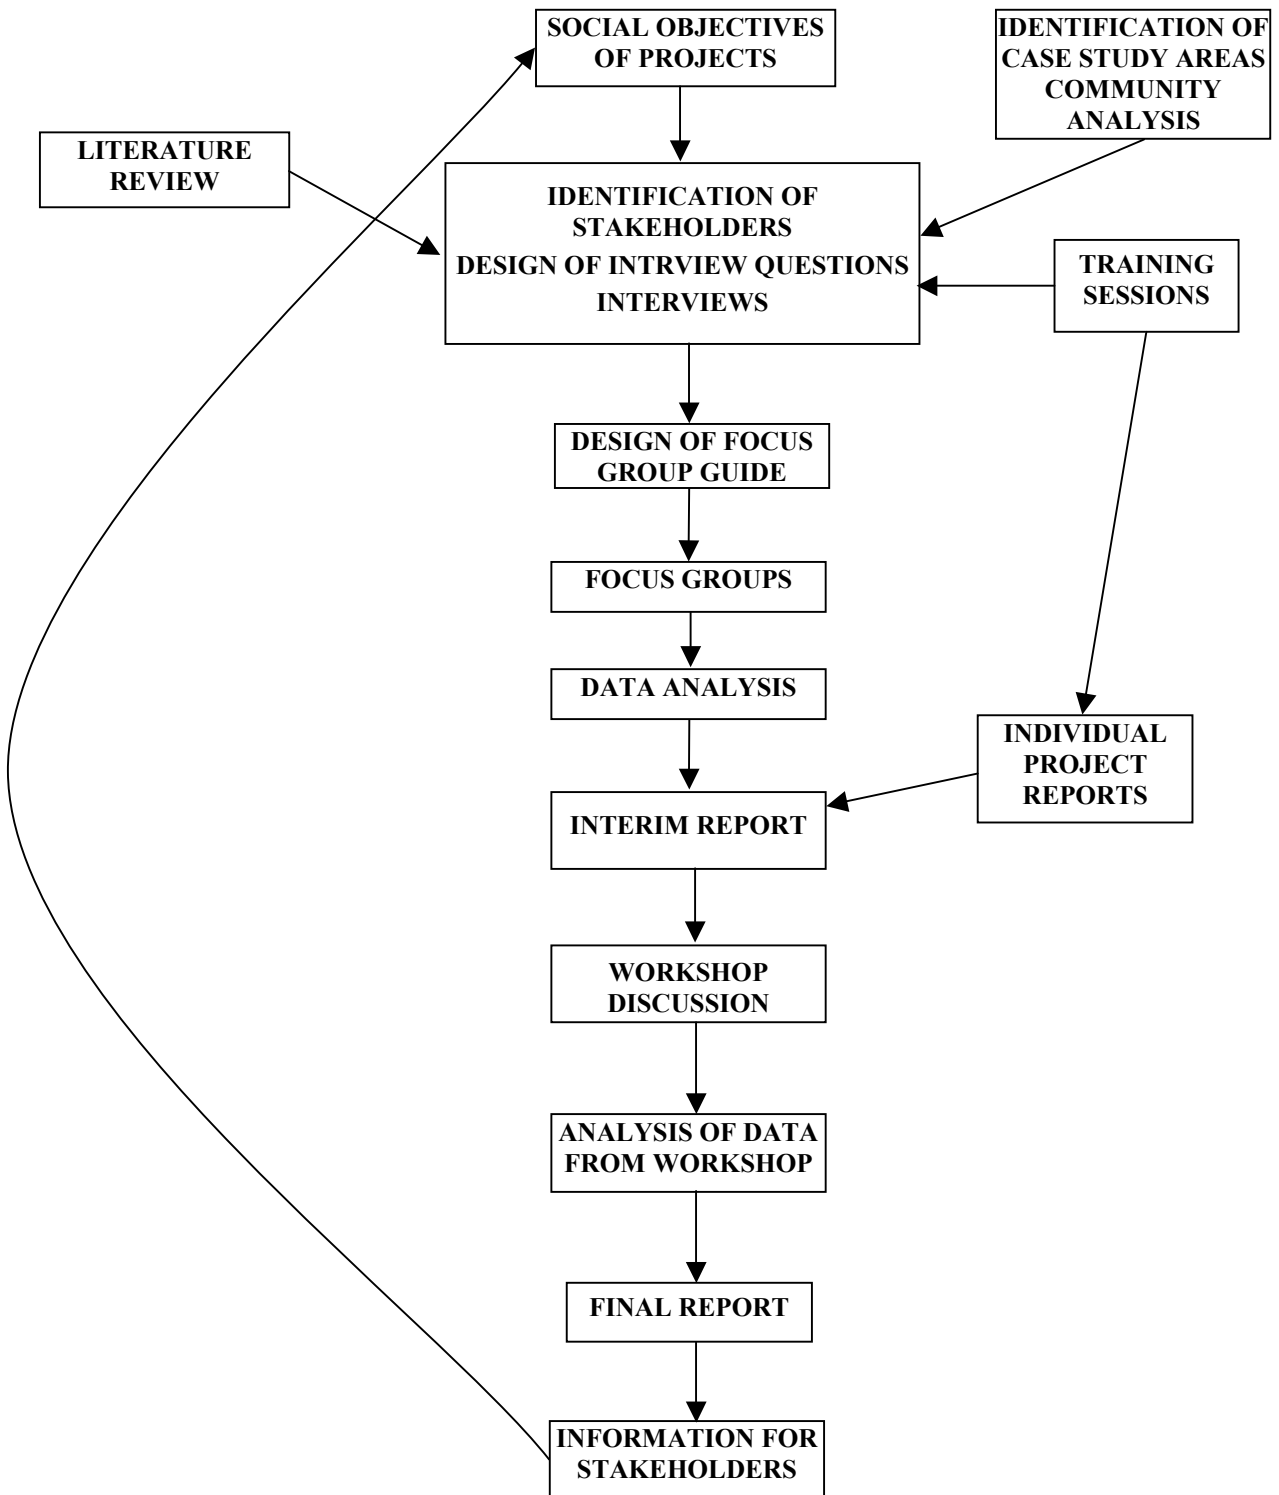 SOCIAL OBJECTIVES
OF PROJECTS
IDENTIFICATION OF
CASE STUDY AREAS
COMMUNITY
ANALYSIS
LITERATURE
REVIEW
IDENTIFICATION OF
STAKEHOLDERS
DESIGN OF INTRVIEW QUESTIONS
INTERVIEWS
TRAINING
SESSIONS
DESIGN OF FOCUS
GROUP GUIDE
FOCUS GROUPS
DATA ANALYSIS
INDIVIDUAL
PROJECT
REPORTS
INTERIM REPORT
WORKSHOP
DISCUSSION
ANALYSIS OF DATA
FROM WORKSHOP
FINAL REPORT
INFORMATION FOR
STAKEHOLDERS